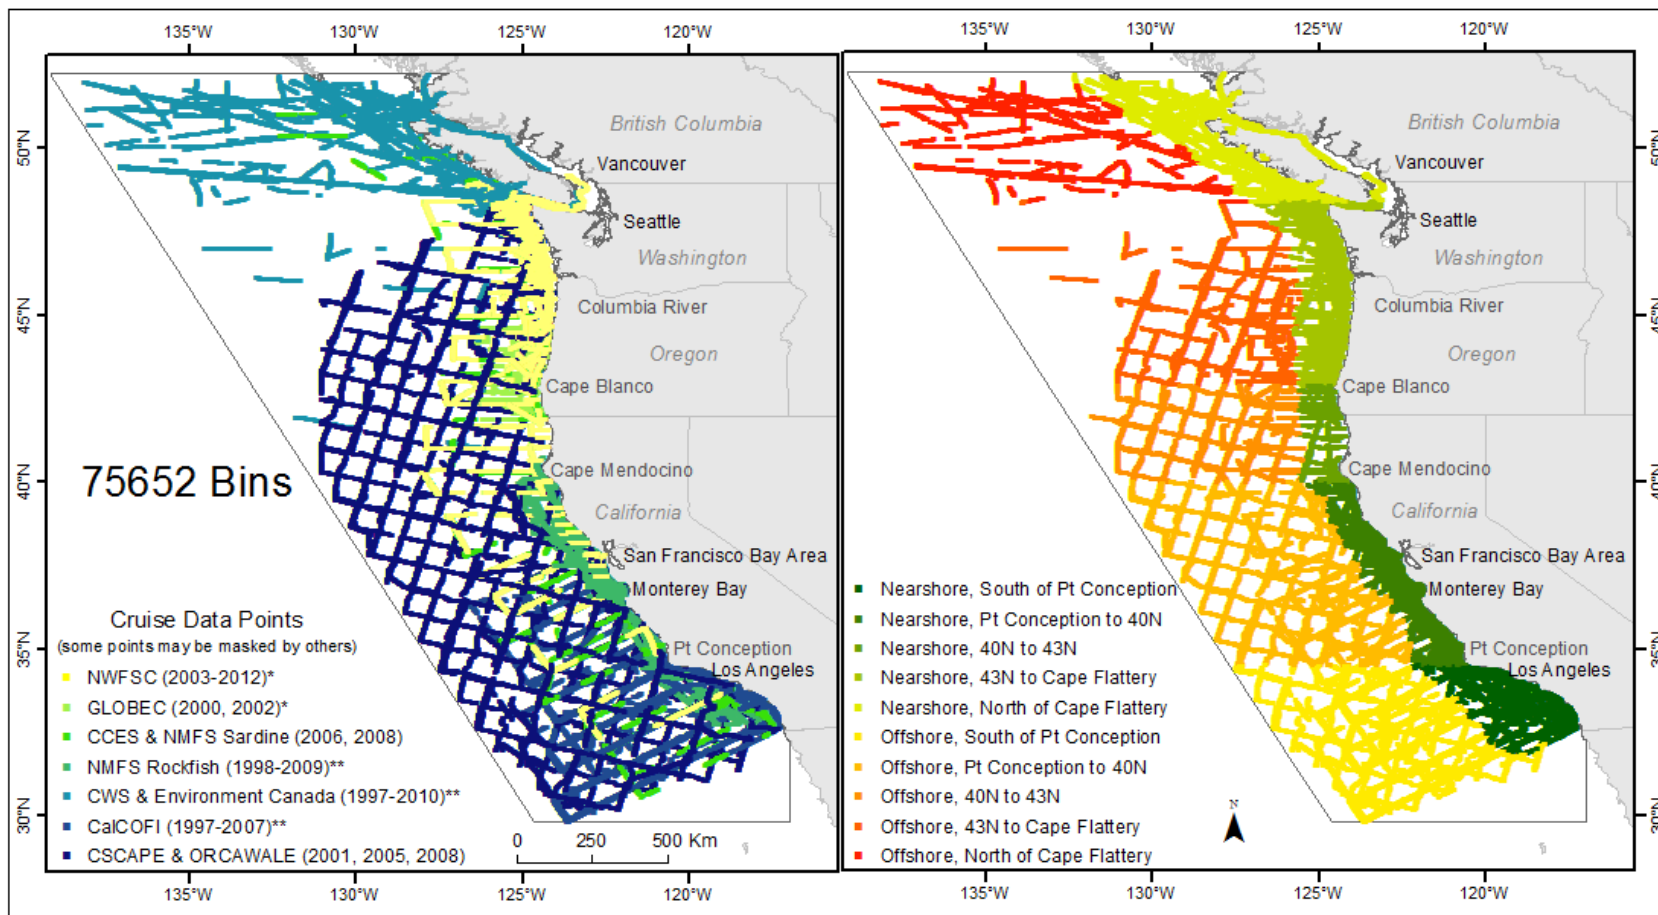 135°W 130°W 125°W 120°W
135°W 130°W 125°W 120°W
50°N
45°N
40°N
35°N
30°N
British Columbia
Vancouver
Seattle
Washington
Columbia River
Oregon
Cape Blanco
Cape Mendocino
75652 Bins
California
San Francisco Bay Area
Monterey Bay
Pt Conception
Los Angeles
Cruise Data Points
(some points may be masked by others)
NWFSC (2003-2012)*
GLOBEC (2000, 2002)*
CCES & NMFS Sardine (2006, 2008)
NMFS Rockfish (1998-2009)**
CWS & Environment Canada (1997-2010)**
CalCOFI (1997-2007)**
CSCAPE & ORCAWALE (2001, 2005, 2008)
0 250 500 Km
British Columbia
Vancouver
Seattle
Washington
Columbia River
Oregon
Cape Blanco
Cape Mendocino
California
San Francisco Bay Area
Monterey Bay
Pt Conception
Los Angeles
Nearshore, South of Pt Conception
Nearshore, Pt Conception to 40N
Nearshore, 40N to 43N
Nearshore, 43N to Cape Flattery
Nearshore, North of Cape Flattery
Offshore, South of Pt Conception
Offshore, Pt Conception to 40N
Offshore, 40N to 43N
Offshore, 43N to Cape Flattery
Offshore, North of Cape Flattery
N
50°N
45°N
40°N
35°N
30°N
135°W 130°W 125°W 120°W
135°W 130°W 125°W 120°W